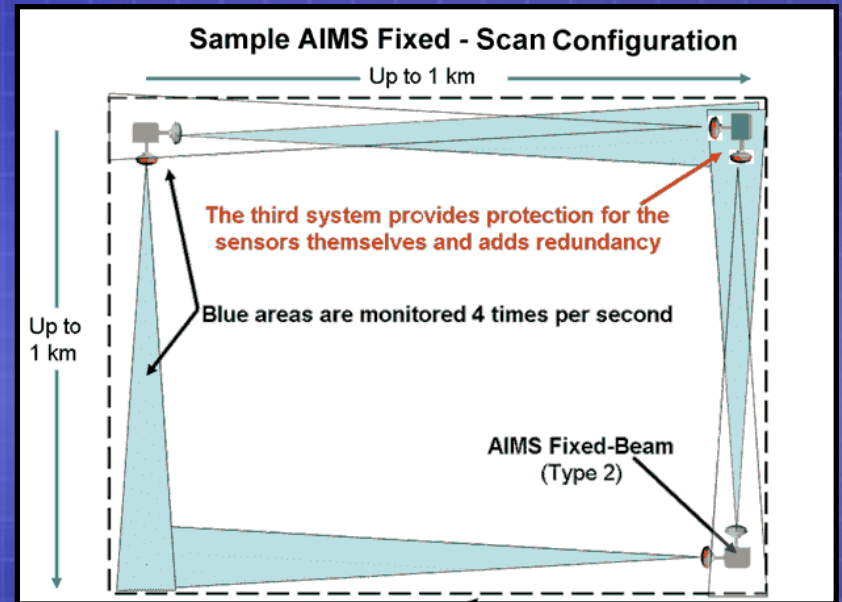 Sample AIMS Fixed - Scan Configuration
Up to 1 km
The third system provides protection for the
sensors themselves and adds redundancy
Blue areas are monitored 4 times per second
Up to
1 km
AIMS Fixed-Beam
(Type 2)